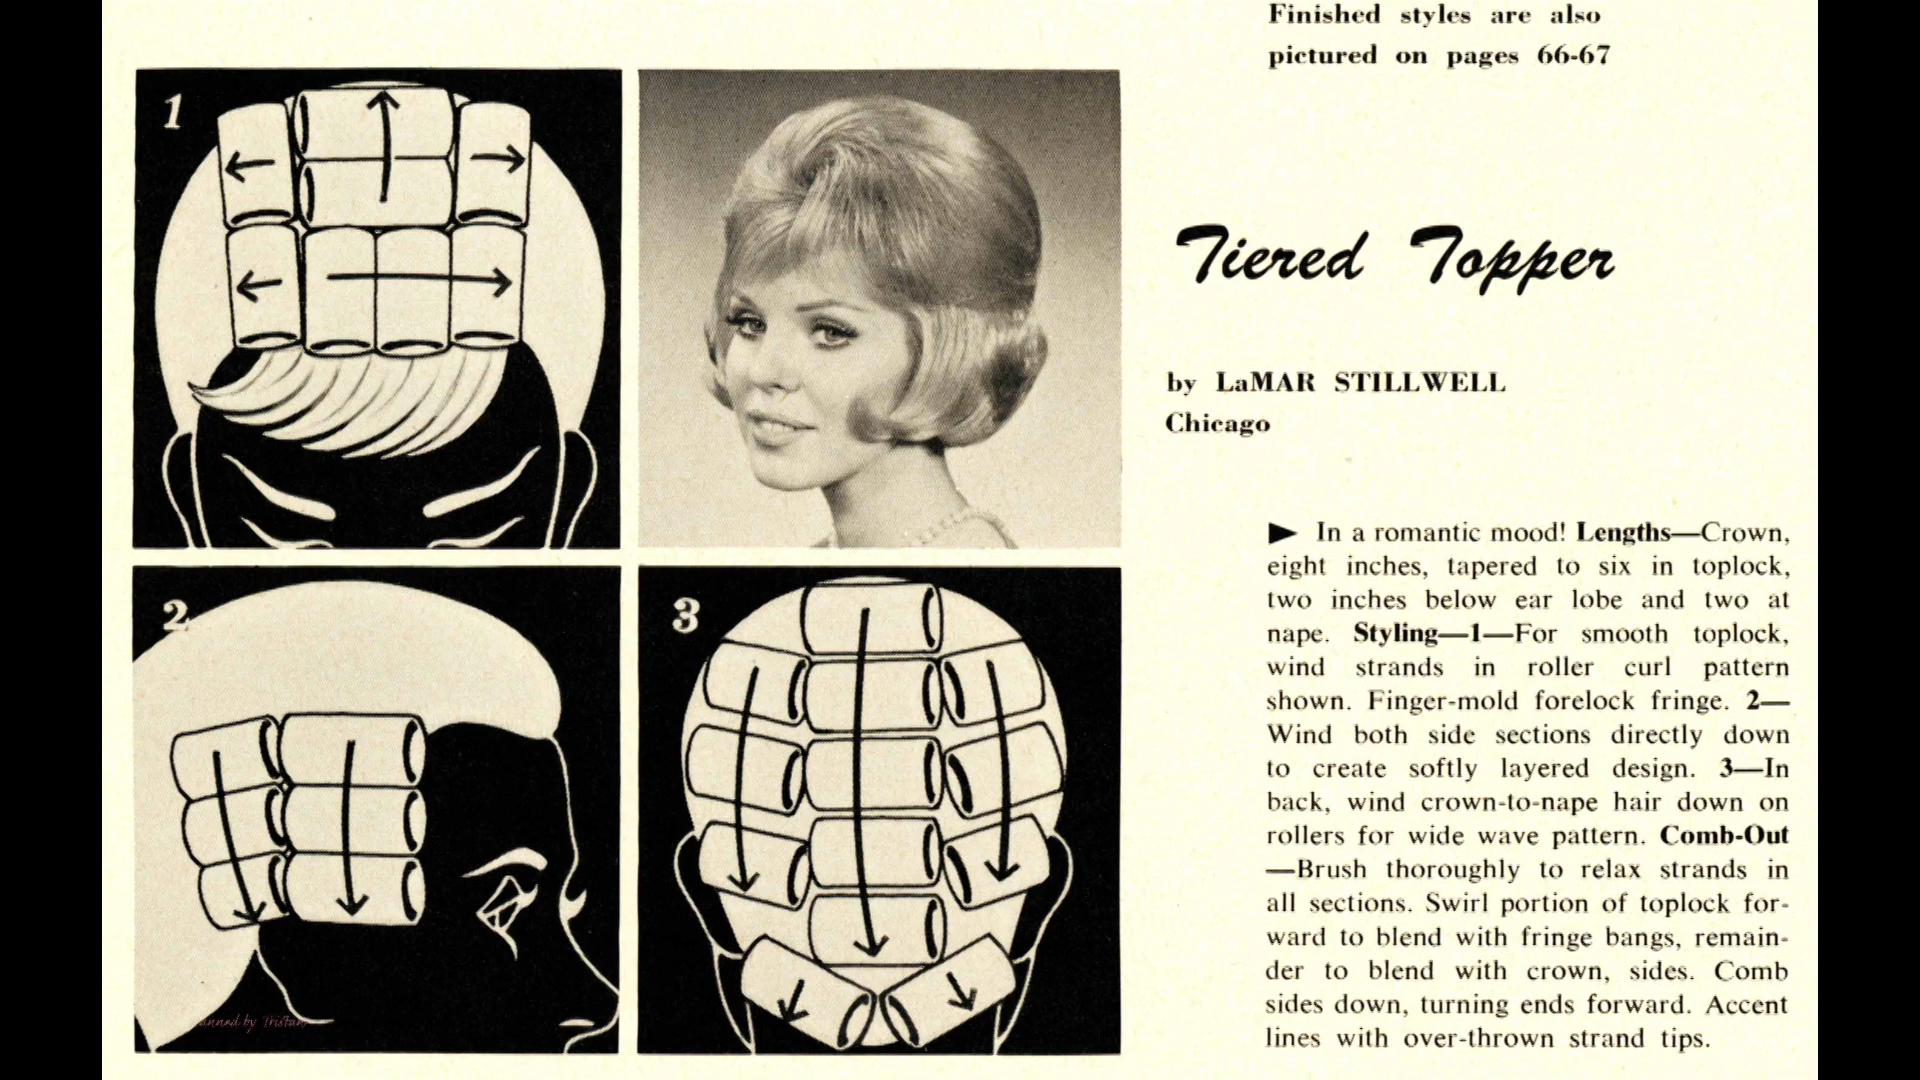 Finished styles are also
pictured on pages 66-67
1
Tiered Topper
by LaMAR STILLWELL
Chicago
► In a romantic mood! Lengths—Crown,
eight inches, tapered to six in toplock,
two inches below ear lobe and two at
nape. Styling—1—For smooth toplock,
wind strands in roller curl pattern
shown. Finger-mold forelock fringe. 2—
Wind both side sections directly down
to create softly layered design. 3—In
back, wind crown-to-nape hair down on
rollers for wide wave pattern. Comb-Out
—Brush thoroughly to relax strands in
all sections. Swirl portion of toplock for-
ward to blend with fringe bangs, remain-
der to blend with crown, sides. Comb
sides down, turning ends forward. Accent
lines with over-thrown strand tips.
2
3
by Tristan